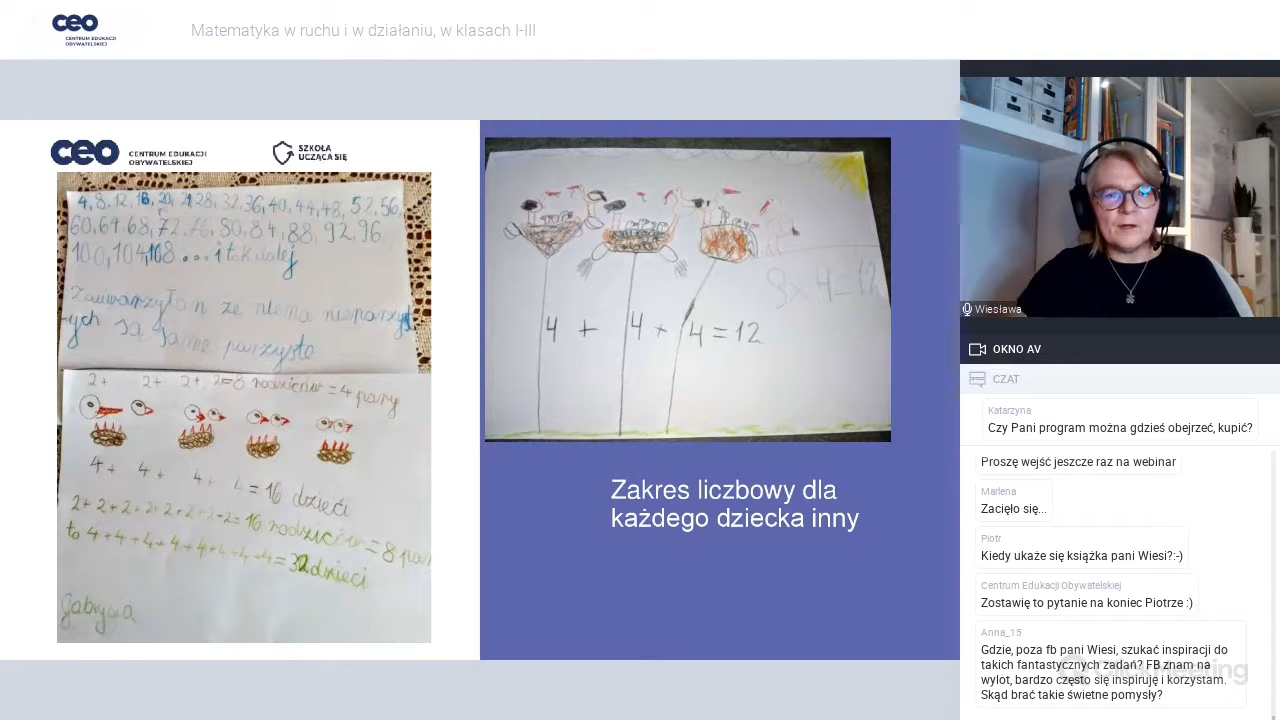 ceo
CENTRUM EDUKACJI
OBYWATELSKIEJ
Matematyka w ruchu i w działaniu, w klasach I-III
ceo
CENTRUM EDUKACJI
OBYWATELSKIEJ
SZKOŁA
UCZĄCA SIĘ
4, 8, 12, 16, 20, 24 28, 32, 36, 40, 44, 48, 52, 56,
60, 64, 68, 72, 76, 80, 84, 88, 92, 96,
100, 104, 108 ... i tak dalej
że niema nieparzyst
-ych są same parzyste
2+ 2+ 2+ 2=8 rodziców = 4 pary
4+ 4+ 4+ 4 = 16 dzieci
2+2+2+2+2+2+2+2=16 rodziców = 8 par
to 4+4+4+4+4+4+4+4=32 dzieci
Gabrysia
3x 4=12
4 + 4 + 4 = 12
Zakres liczbowy dla
każdego dziecka inny
Wiesława
OKNO AV
CZAT
Katarzyna
Czy Pani program można gdzieś obejrzeć, kupić?
Proszę wejść jeszcze raz na webinar
Marlena
Zacięło się...
Piotr
Kiedy ukaże się książka pani Wiesi?:-)
Centrum Edukacji Obywatelskiej
Zostawię to pytanie na koniec Piotrze :)
Anna_15
Gdzie, poza fb pani Wiesi, szukać inspiracji do
takich fantastycznych zadań? FB znam na
wylot, bardzo często się inspiruję i korzystam.
Skąd brać takie świetne pomysły?